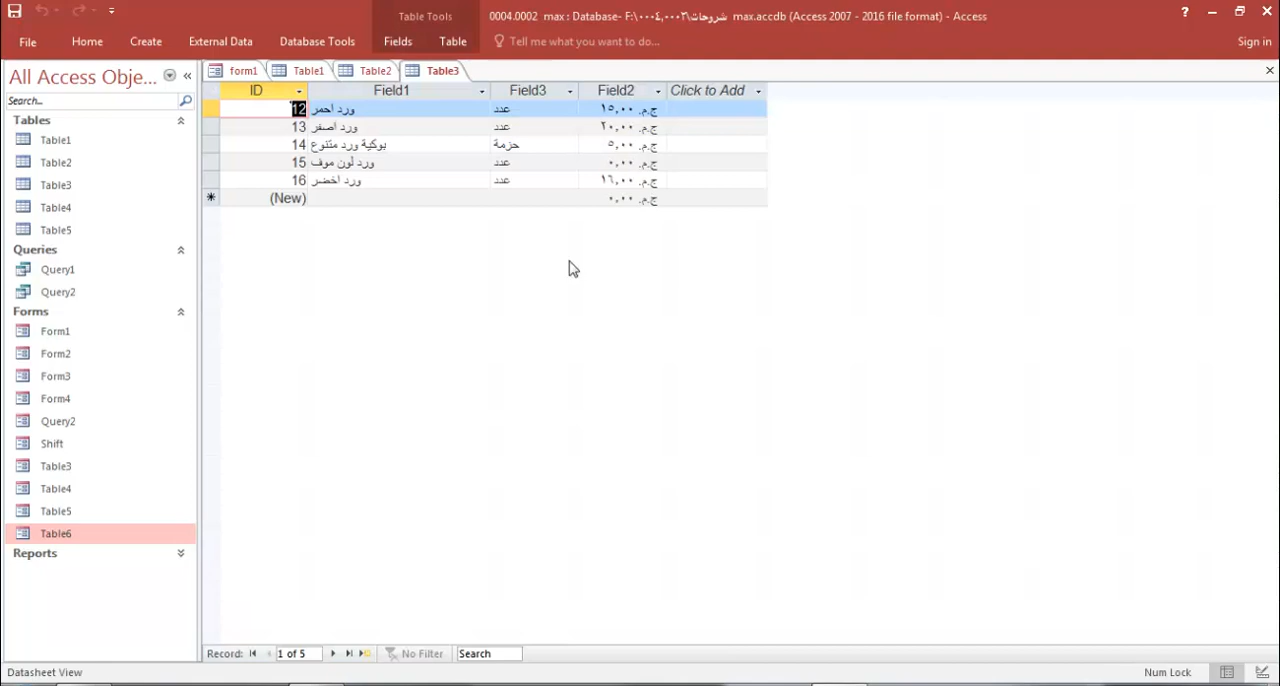 Table Tools
0004.0002 max : Database- F:\شروحات\٠٠٠٤,٠٠٠٢ max.accdb (Access 2007 - 2016 file format) - Access
?
File Home Create External Data Database Tools Fields Table Tell me what you want to do... Sign in
All Access Obje... «
form1 Table1 Table2 Table3
Search...
ID Field1 Field3 Field2 Click to Add
12 ورد احمر عدد ج.م. ١٥,٠٠
13 ورد اصفر عدد ج.م. ٢٠,٠٠
14 بوكية ورد متنوع حزمة ج.م. ٥,٠٠
15 ورد لون موف عدد ج.م. ٠,٠٠
16 ورد اخضر عدد ج.م. ١٦,٠٠
(New) ج.م. ٠,٠٠
Tables
Table1
Table2
Table3
Table4
Table5
Queries
Query1
Query2
Forms
Form1
Form2
Form3
Form4
Query2
Shift
Table3
Table4
Table5
Table6
Reports
Record: 1 of 5 No Filter Search
Datasheet View Num Lock